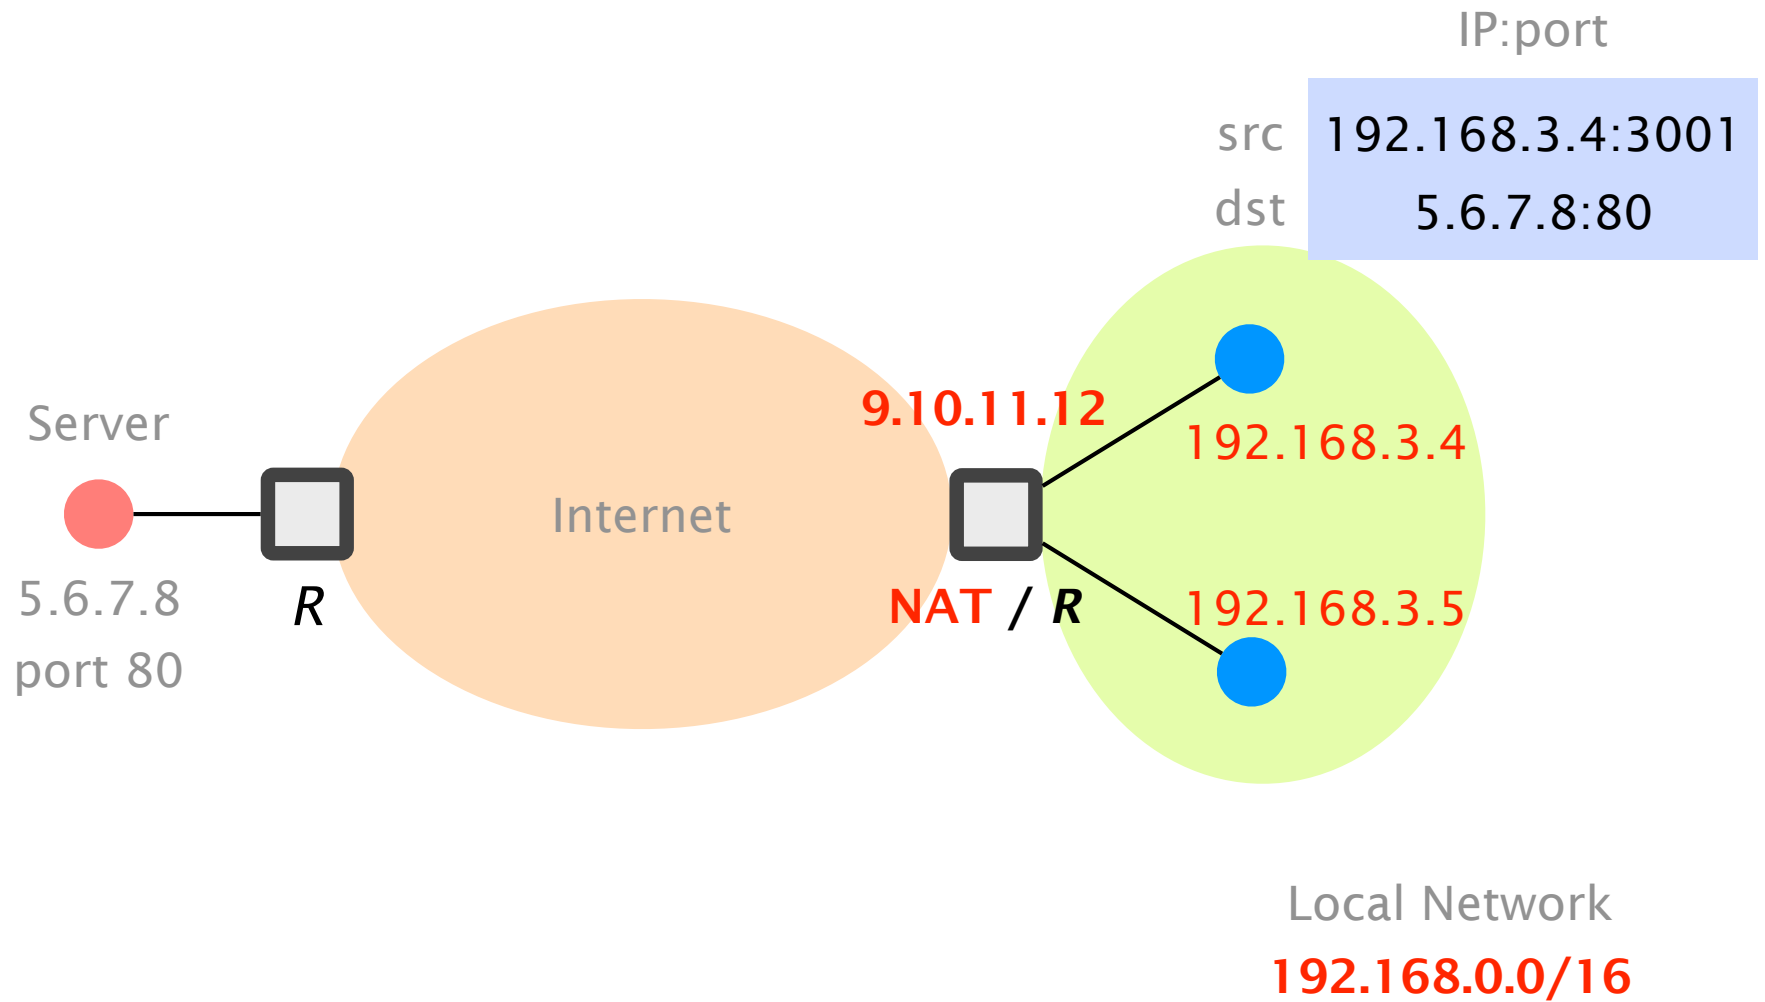 IP:port
src 192.168.3.4:3001
dst 5.6.7.8:80
9.10.11.12
Server
192.168.3.4
Internet
5.6.7.8
R
NAT / R
192.168.3.5
port 80
Local Network
192.168.0.0/16